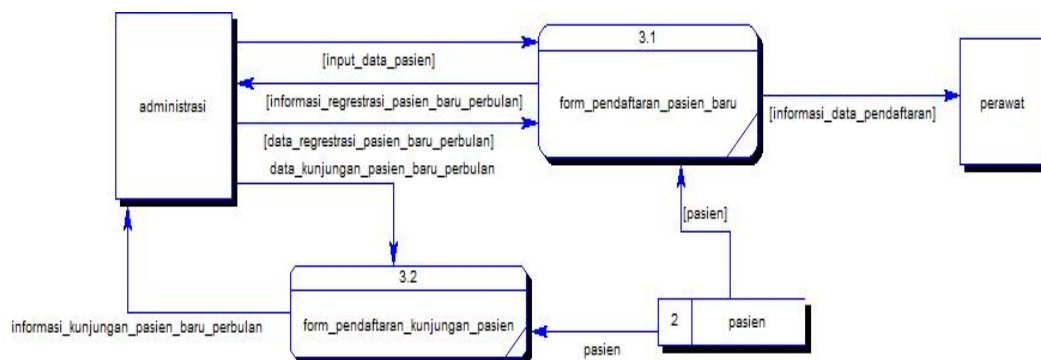 3.1
[input_data_pasien]
administrasi
[informasi_regrestrasi_pasien_baru_perbulan]
form_pendaftaran_pasien_baru
[informasi_data_pendaftaran]
perawat
[data_regrestrasi_pasien_baru_perbulan]
data_kunjungan_pasien_baru_perbulan
[pasien]
3.2
informasi_kunjungan_pasien_baru_perbulan
form_pendaftaran_kunjungan_pasien
pasien
2
pasien